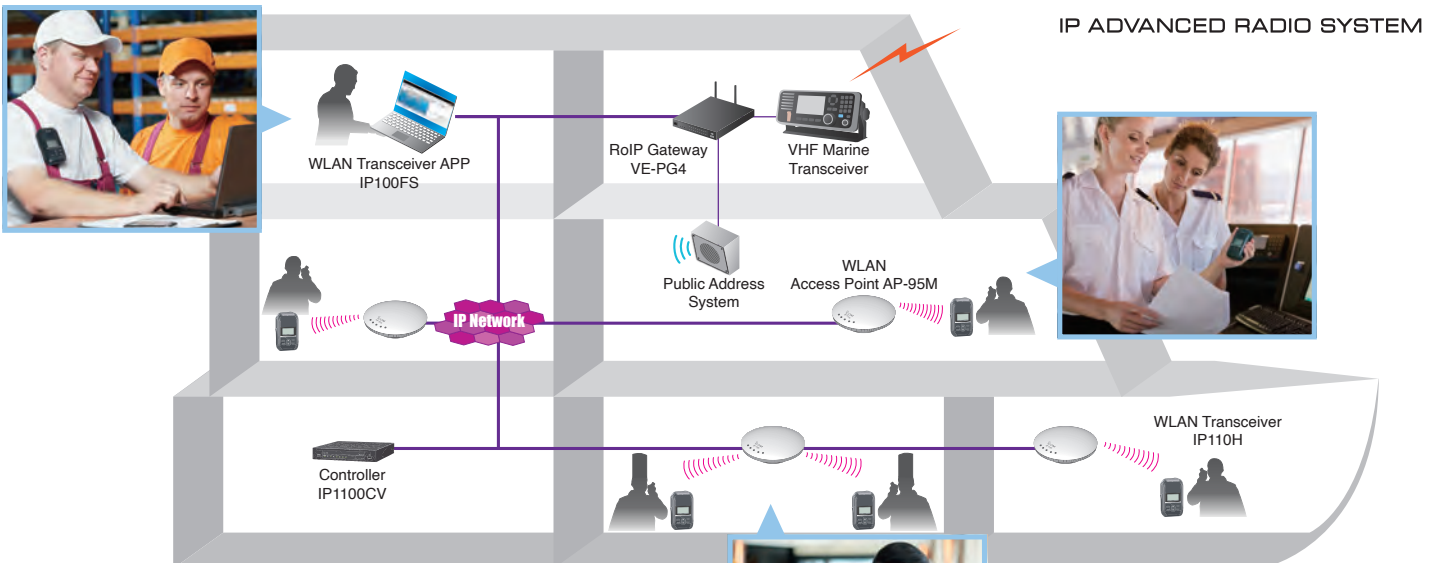 IP ADVANCED RADIO SYSTEM
WLAN Transceiver APP
IP100FS
RoIP Gateway
VE-PG4
VHF Marine
Transceiver
Public Address
System
WLAN
Access Point AP-95M
IP Network
Controller
IP1100CV
WLAN Transceiver
IP110H